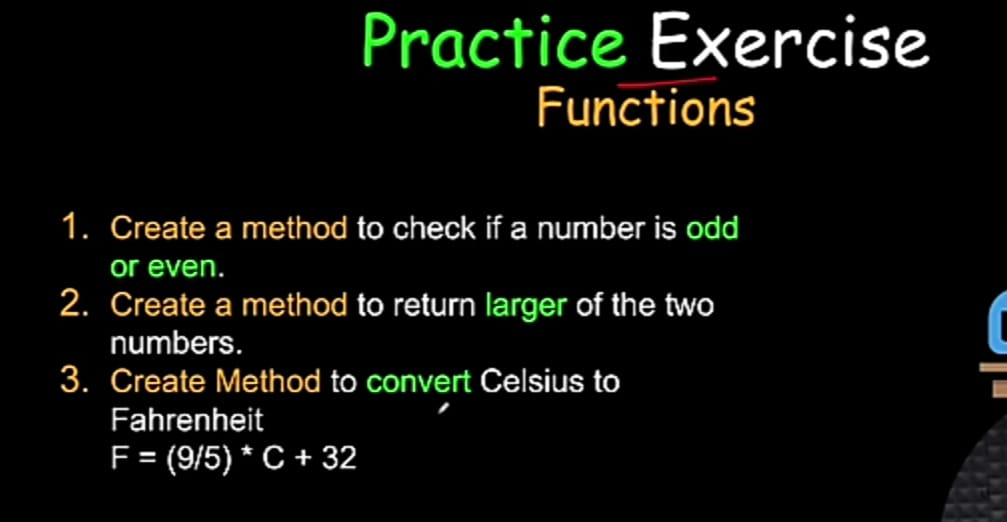 Practice Exercise
Functions
1. Create a method to check if a number is odd
or even.
2. Create a method to return larger of the two
numbers.
3. Create Method to convert Celsius to
Fahrenheit
F = (9/5) * C + 32